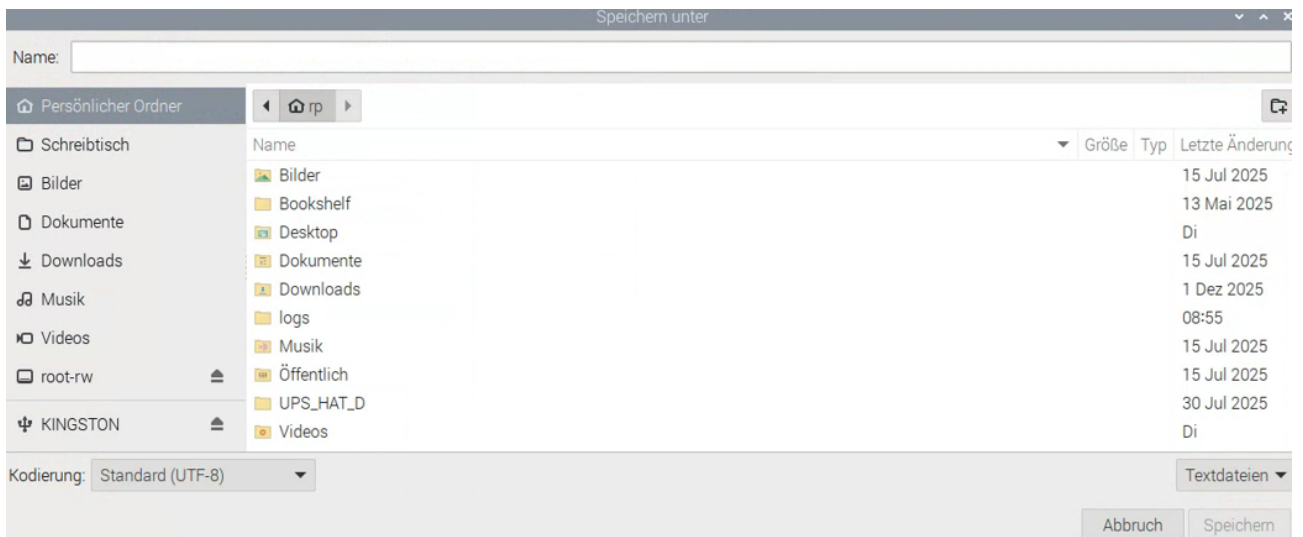 Speichern unter
Name:
Persönlicher Ordner
Schreibtisch
Bilder
Dokumente
Downloads
Musik
Videos
root-rw
KINGSTON
rp
Name Größe Typ Letzte Änderung
Bilder 15 Jul 2025
Bookshelf 13 Mai 2025
Desktop Di
Dokumente 15 Jul 2025
Downloads 1 Dez 2025
logs 08:55
Musik 15 Jul 2025
Öffentlich 15 Jul 2025
UPS_HAT_D 30 Jul 2025
Videos Di
Kodierung: Standard (UTF-8) Textdateien
Abbruch Speichern